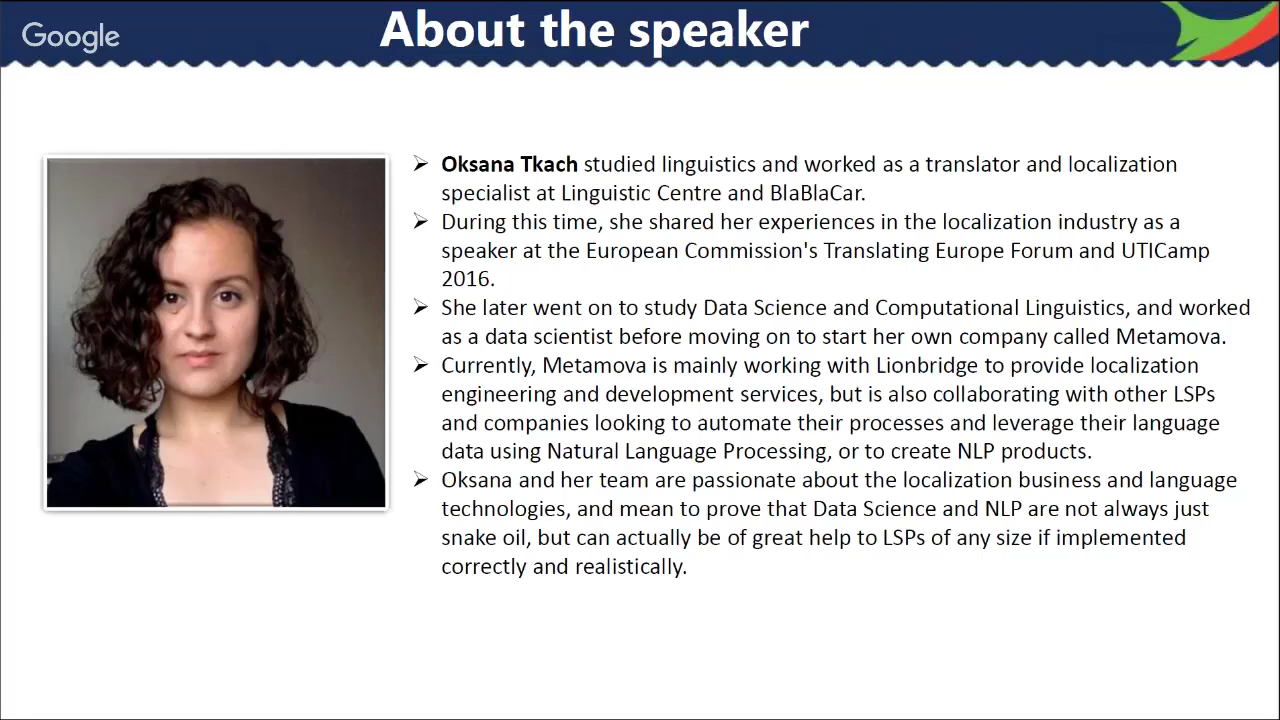 Google
About the speaker
➢ Oksana Tkach studied linguistics and worked as a translator and localization
specialist at Linguistic Centre and BlaBlaCar.
➢ During this time, she shared her experiences in the localization industry as a
speaker at the European Commission's Translating Europe Forum and UTICamp
2016.
➢ She later went on to study Data Science and Computational Linguistics, and worked
as a data scientist before moving on to start her own company called Metamova.
➢ Currently, Metamova is mainly working with Lionbridge to provide localization
engineering and development services, but is also collaborating with other LSPs
and companies looking to automate their processes and leverage their language
data using Natural Language Processing, or to create NLP products.
➢ Oksana and her team are passionate about the localization business and language
technologies, and mean to prove that Data Science and NLP are not always just
snake oil, but can actually be of great help to LSPs of any size if implemented
correctly and realistically.